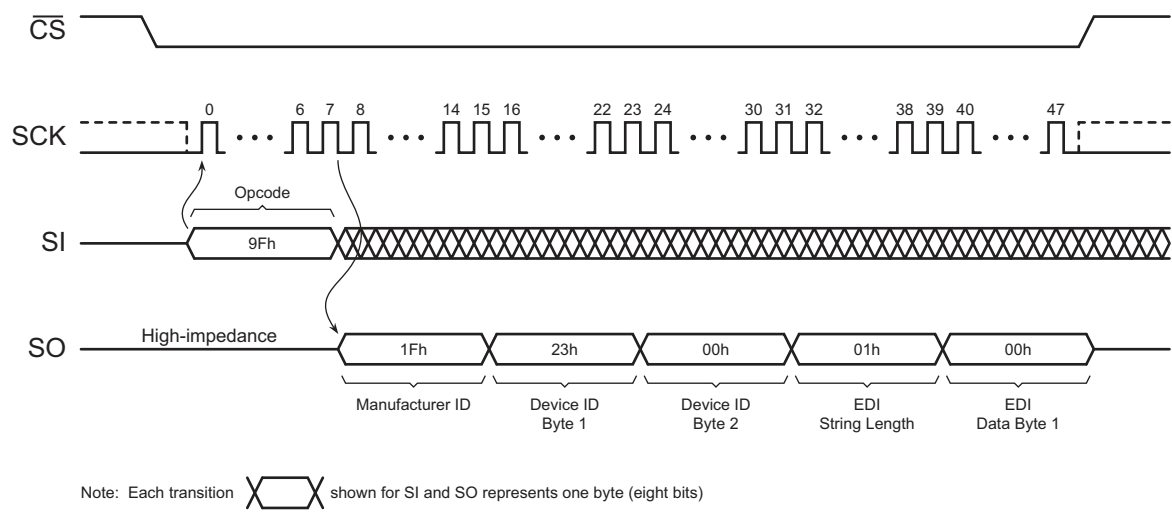 CS
SCK
0 6 7 8 14 15 16 22 23 24 30 31 32 38 39 40 47
Opcode
SI
9Fh
SO
High-impedance
1Fh 23h 00h 01h 00h
Manufacturer ID Device ID Device ID EDI EDI
Byte 1 Byte 2 String Length Data Byte 1
Note: Each transition shown for SI and SO represents one byte (eight bits)